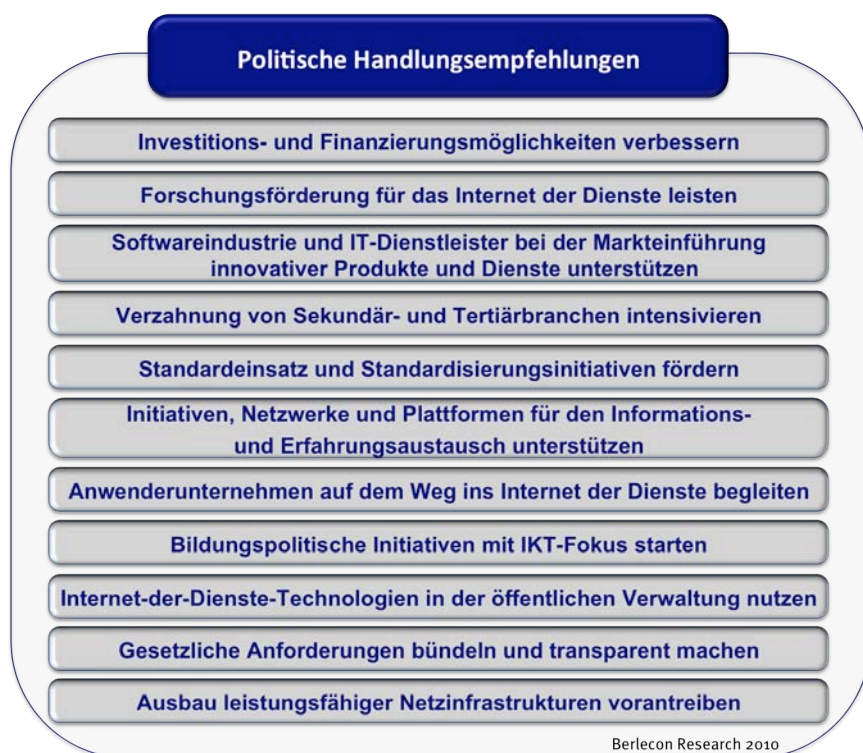 Politische Handlungsempfehlungen
Investitions- und Finanzierungsmöglichkeiten verbessern
Forschungsförderung für das Internet der Dienste leisten
Softwareindustrie und IT-Dienstleister bei der Markteinführung
innovativer Produkte und Dienste unterstützen
Verzahnung von Sekundär- und Tertiärbranchen intensivieren
Standardeinsatz und Standardisierungsinitiativen fördern
Initiativen, Netzwerke und Plattformen für den Informations-
und Erfahrungsaustausch unterstützen
Anwenderunternehmen auf dem Weg ins Internet der Dienste begleiten
Bildungspolitische Initiativen mit IKT-Fokus starten
Internet-der-Dienste-Technologien in der öffentlichen Verwaltung nutzen
Gesetzliche Anforderungen bündeln und transparent machen
Ausbau leistungsfähiger Netzinfrastrukturen vorantreiben
Berlecon Research 2010